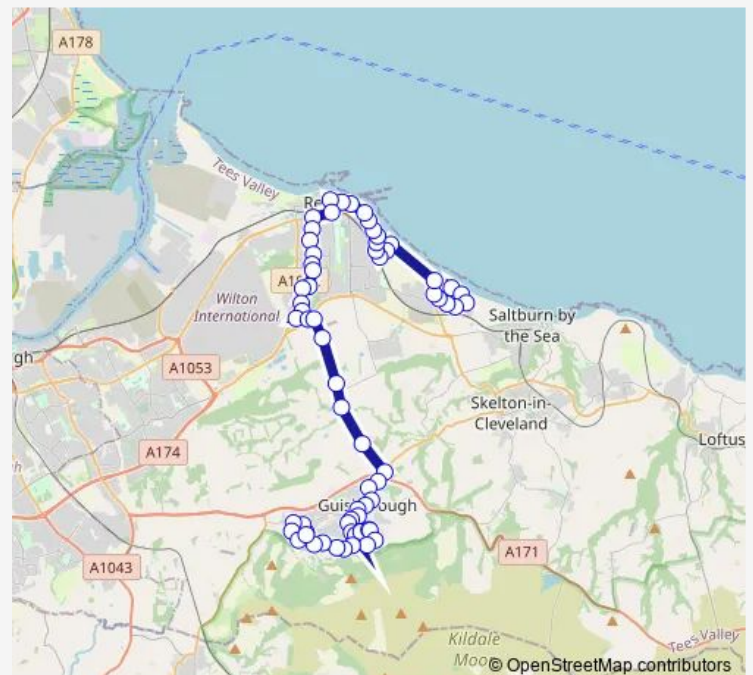 A178
Tees Valley
Re
A10
Wilton
International
gh
A1053
Saltburn by
the Sea
Skelton-in-
Cleveland
Loftus
A174
Guis
ough
A171
A1043
Kildale
Moo
Tees Valley
© OpenStreetMap contributors